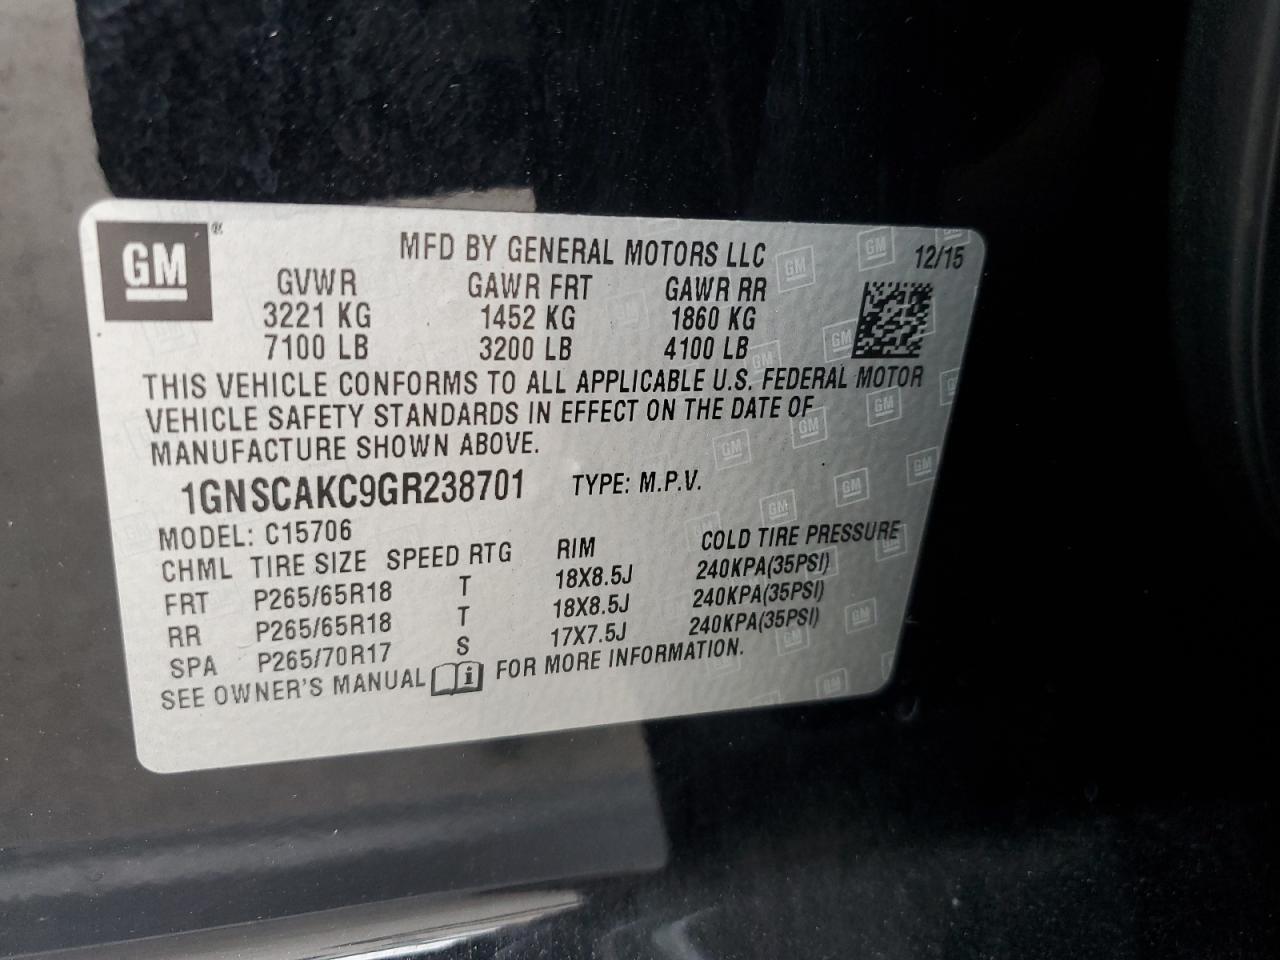 GM®
MFD BY GENERAL MOTORS LLC 12/15
GVWR GAWR FRT GAWR RR
3221 KG 1452 KG 1860 KG
7100 LB 3200 LB 4100 LB
THIS VEHICLE CONFORMS TO ALL APPLICABLE U.S. FEDERAL MOTOR
VEHICLE SAFETY STANDARDS IN EFFECT ON THE DATE OF
MANUFACTURE SHOWN ABOVE.
1GNSCAKC9GR238701 TYPE: M.P.V.
MODEL: C15706
CHML TIRE SIZE SPEED RTG RIM COLD TIRE PRESSURE
FRT P265/65R18 T 18X8.5J 240KPA(35PSI)
RR P265/65R18 T 18X8.5J 240KPA(35PSI)
SPA P265/70R17 S 17X7.5J 240KPA(35PSI)
SEE OWNER'S MANUAL i FOR MORE INFORMATION.